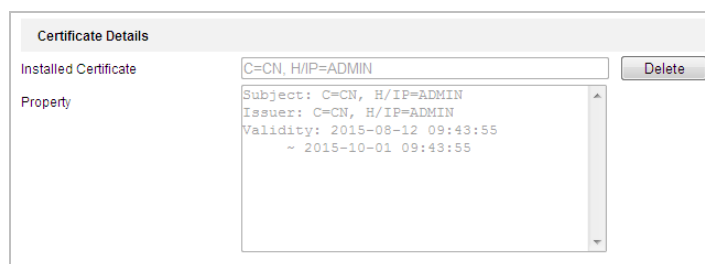 Certificate Details
Installed Certificate C=CN, H/IP=ADMIN Delete
Property
Subject: C=CN, H/IP=ADMIN
Issuer: C=CN, H/IP=ADMIN
Validity: 2015-08-12 09:43:55
~ 2015-10-01 09:43:55